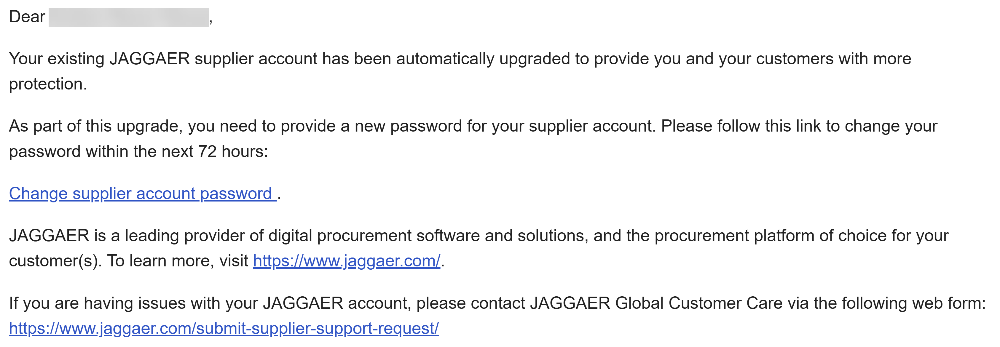 Dear ,
Your existing JAGGAER supplier account has been automatically upgraded to provide you and your customers with more
protection.
As part of this upgrade, you need to provide a new password for your supplier account. Please follow this link to change your
password within the next 72 hours:
Change supplier account password .
JAGGAER is a leading provider of digital procurement software and solutions, and the procurement platform of choice for your
customer(s). To learn more, visit https://www.jaggaer.com/.
If you are having issues with your JAGGAER account, please contact JAGGAER Global Customer Care via the following web form:
https://www.jaggaer.com/submit-supplier-support-request/